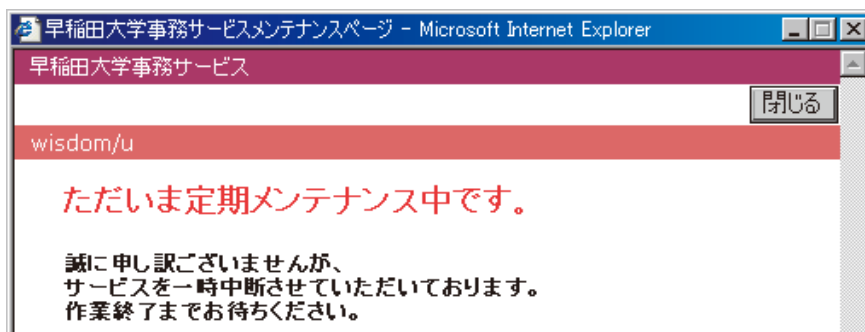 早稲田大学事務サービスメンテナンスページ - Microsoft Internet Explorer
早稲田大学事務サービス
閉じる
wisdom/u
ただいま定期メンテナンス中です。
誠に申し訳ございませんが、
サービスを一時中断させていただいております。
作業終了までお待ちください。